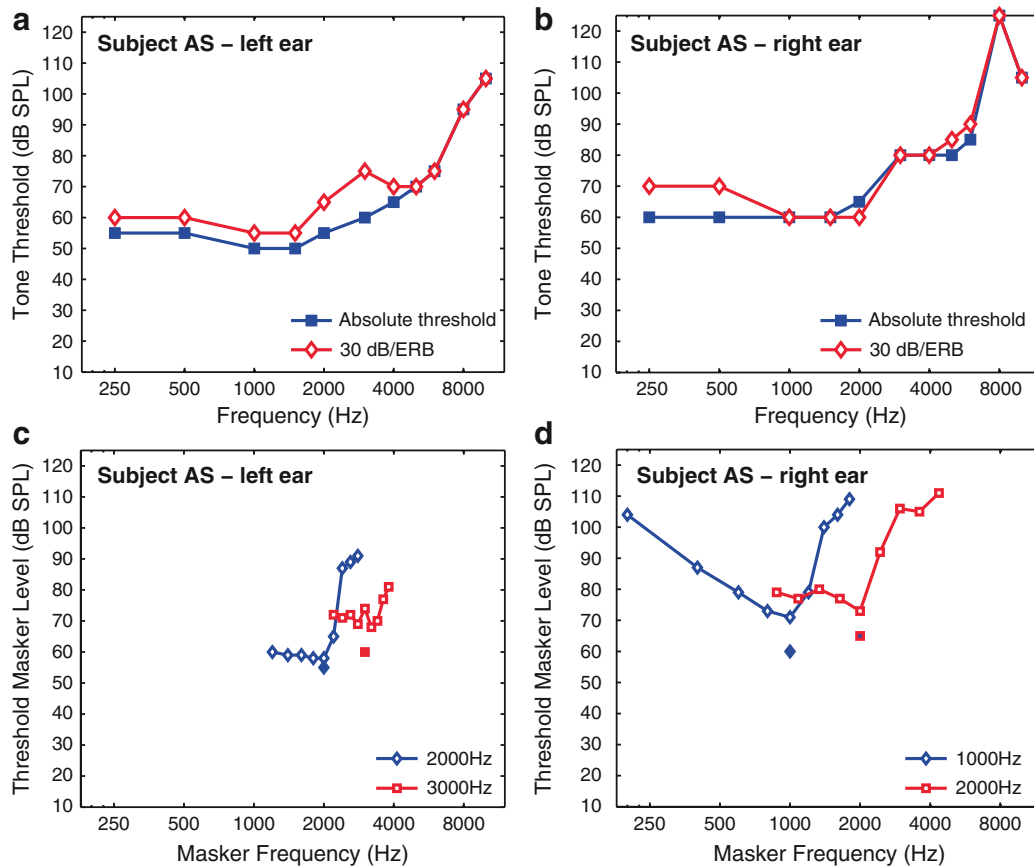 a
Subject AS – left ear
Tone Threshold (dB SPL)
120
110
100
90
80
70
60
50
40
30
20
10
Absolute threshold
30 dB/ERB
250 500 1000 2000 4000 8000
Frequency (Hz)
b
Subject AS – right ear
Tone Threshold (dB SPL)
120
110
100
90
80
70
60
50
40
30
20
10
Absolute threshold
30 dB/ERB
250 500 1000 2000 4000 8000
Frequency (Hz)
c
Subject AS – left ear
Threshold Masker Level (dB SPL)
120
110
100
90
80
70
60
50
40
30
20
10
2000Hz
3000Hz
250 500 1000 2000 4000 8000
Masker Frequency (Hz)
d
Subject AS – right ear
Threshold Masker Level (dB SPL)
120
110
100
90
80
70
60
50
40
30
20
10
1000Hz
2000Hz
250 500 1000 2000 4000 8000
Masker Frequency (Hz)